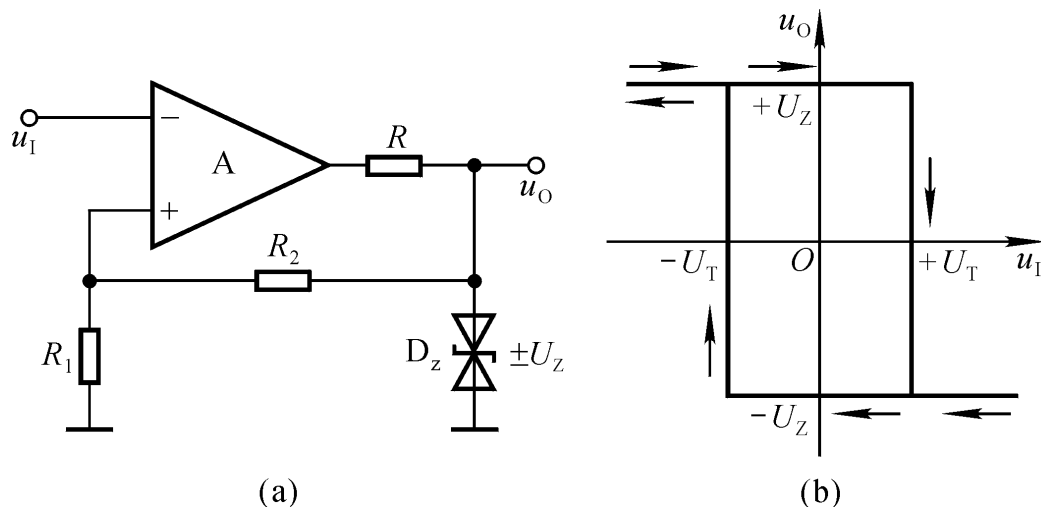 u_I
−
A
+
R
u_O
R_2
R_1
D_z
±U_Z
(a)
u_O
+U_Z
−U_T
O
+U_T
u_I
−U_Z
(b)